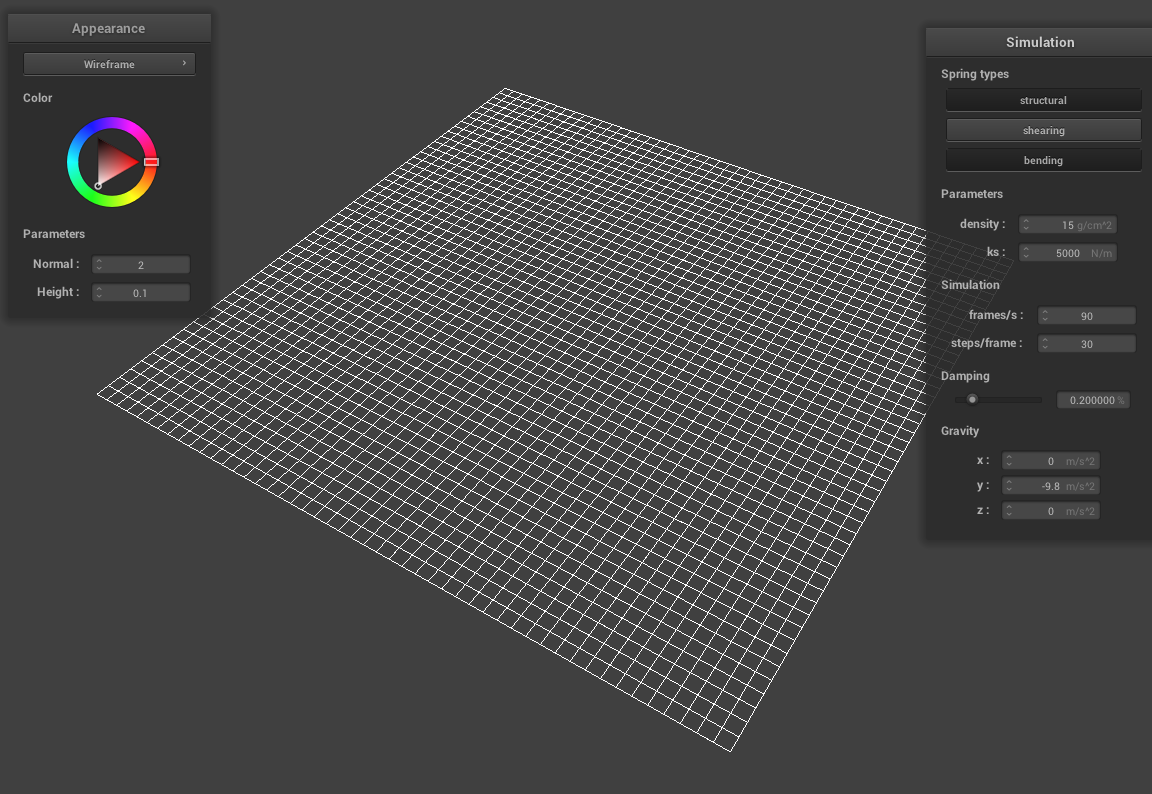 Appearance
Wireframe
Color
Parameters
Normal : 2
Height : 0.1
Simulation
Spring types
structural
shearing
bending
Parameters
density : 15 g/cm^2
ks : 5000 N/m
Simulation
frames/s : 90
steps/frame : 30
Damping
0.200000 %
Gravity
x : 0 m/s^2
y : -9.8 m/s^2
z : 0 m/s^2